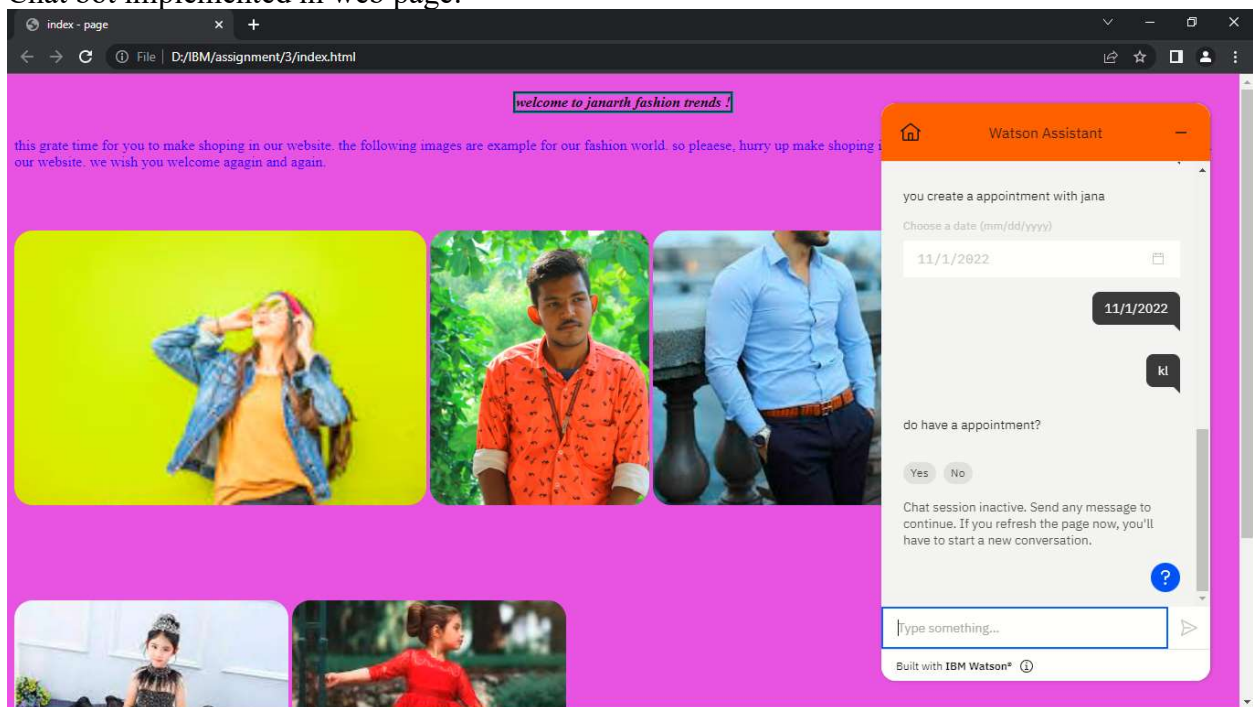 Chat bot implemented in web page:
index - page
File | D:/IBM/assignment/3/index.html
welcome to janarth fashion trends !
this grate time for you to make shoping in our website. the following images are example for our fashion world. so pleaese, hurry up make shoping i
our website. we wish you welcome agagin and again.
Watson Assistant
you create a appointment with jana
Choose a date (mm/dd/yyyy)
11/1/2022
11/1/2022
kl
do have a appointment?
Yes No
Chat session inactive. Send any message to
continue. If you refresh the page now, you'll
have to start a new conversation.
?
Type something...
Built with IBM Watson®